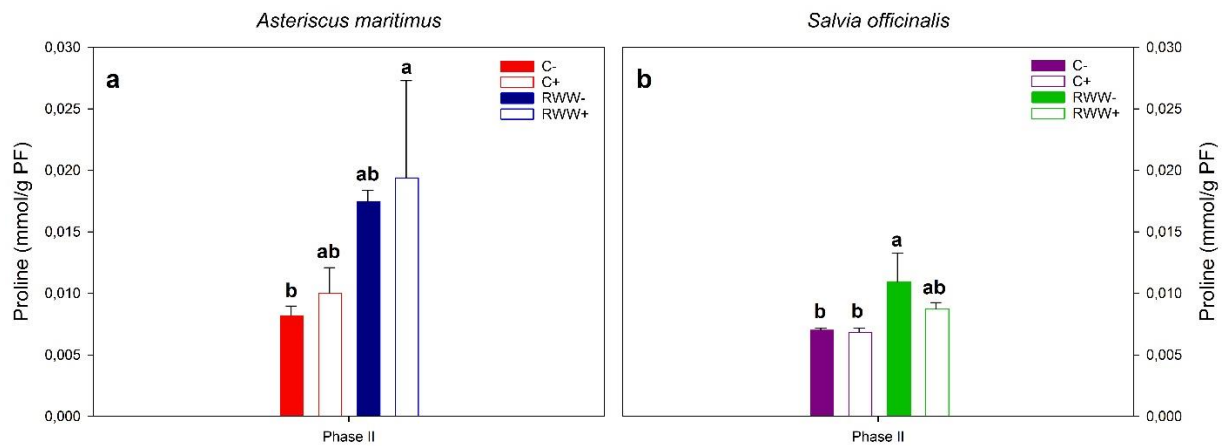 Asteriscus maritimus
Salvia officinalis
a
C-
C+
RWW-
RWW+
0,030
0,025
0,020
0,015
0,010
0,005
0,000
Proline (mmol/g PF)
b
ab
ab
a
Phase II
b
C-
C+
RWW-
RWW+
b
b
a
ab
Phase II
0,030
0,025
0,020
0,015
0,010
0,005
0,000
Proline (mmol/g PF)